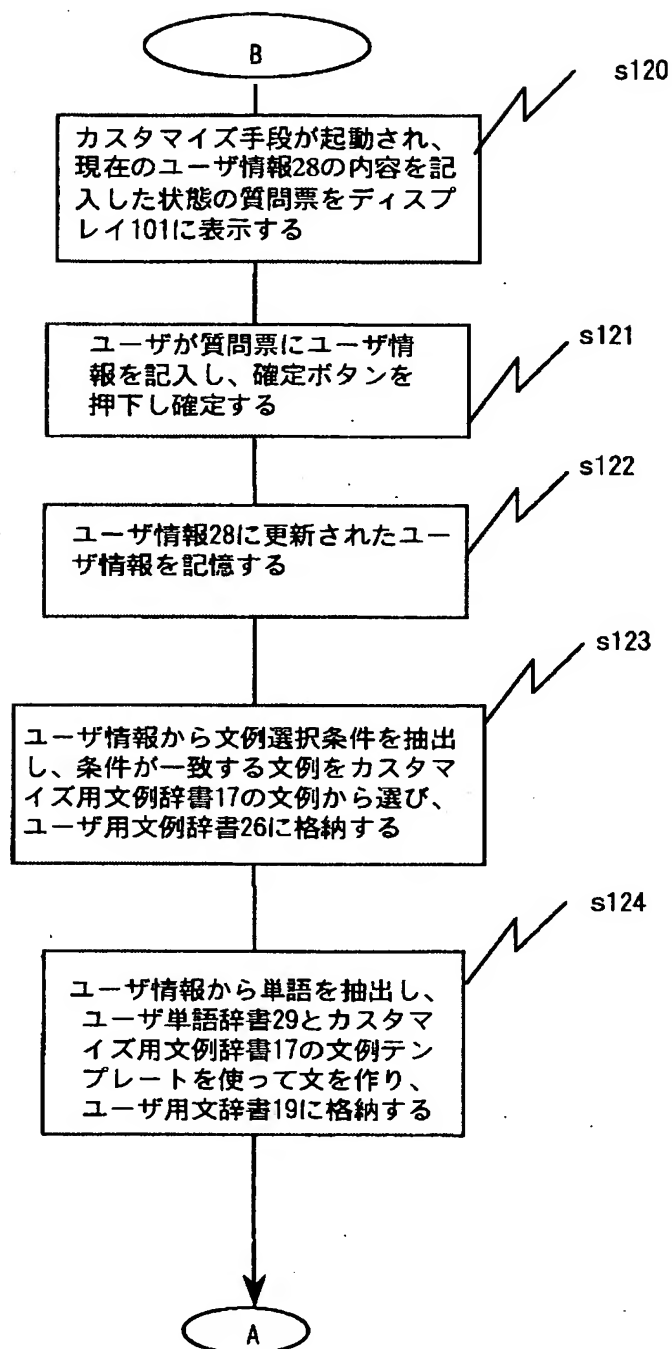 B
s120
カスタマイズ手段が起動され、
現在のユーザ情報28の内容を記
入した状態の質問票をディスプ
レイ101に表示する
s121
ユーザが質問票にユーザ情
報を記入し、確定ボタンを
押下し確定する
s122
ユーザ情報28に更新されたユー
ザ情報を記憶する
s123
ユーザ情報から文例選択条件を抽出
し、条件が一致する文例をカスタマ
イズ用文例辞書17の文例から選び、
ユーザ用文例辞書26に格納する
s124
ユーザ情報から単語を抽出し、
ユーザ単語辞書29とカスタマ
イズ用文例辞書17の文例テン
プレートを使って文を作り、
ユーザ用文辞書19に格納する
A